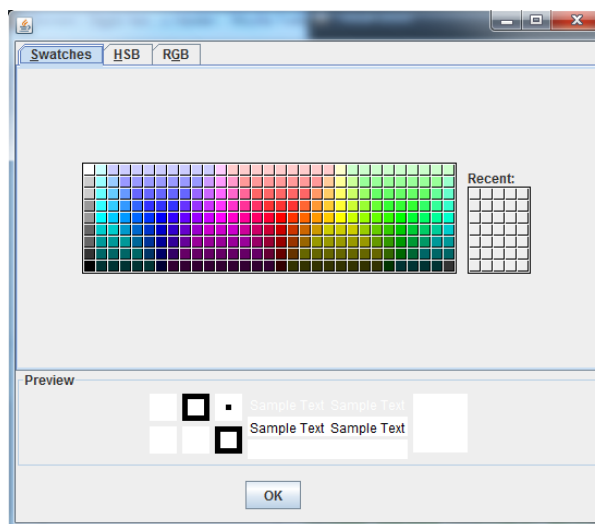 Swatches HSB RGB
Recent:
Preview
Sample Text Sample Text
Sample Text Sample Text
OK